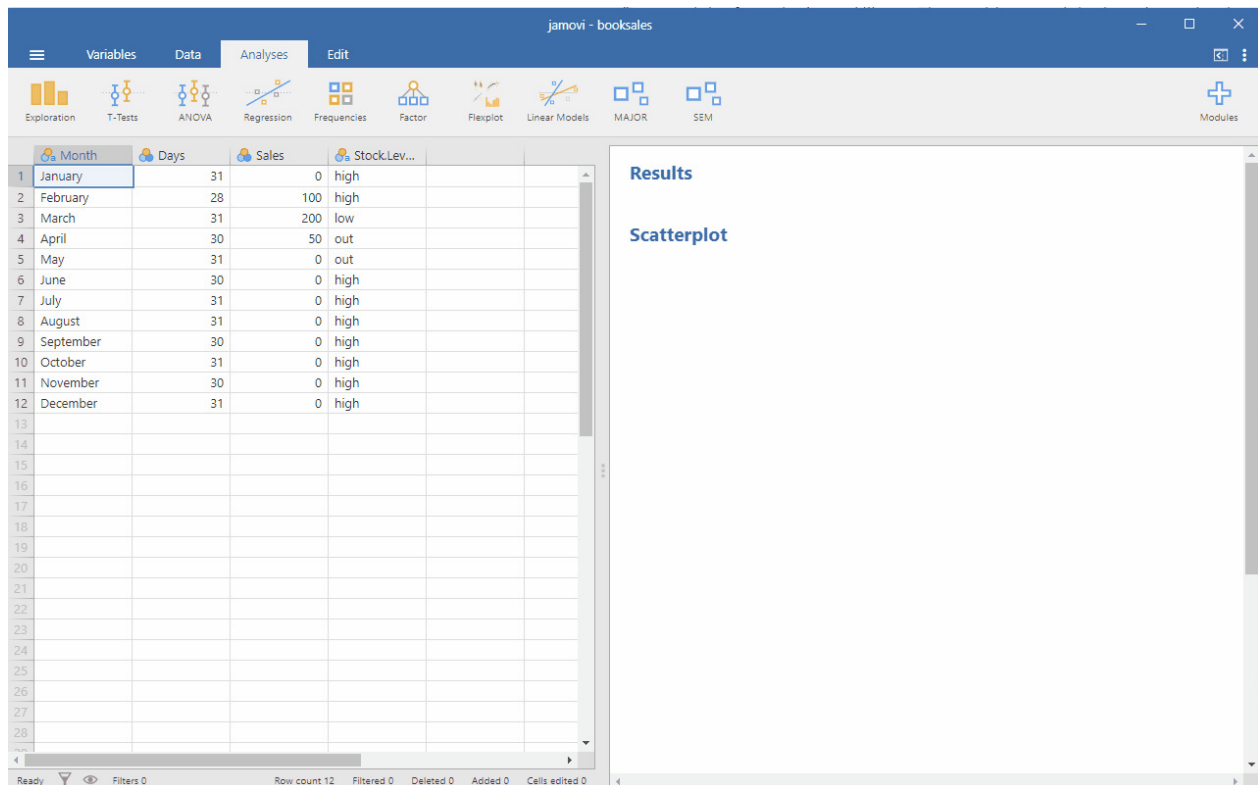 jamovi - booksales
Variables Data Analyses Edit
Exploration T-Tests ANOVA Regression Frequencies Factor Flexplot Linear Models MAJOR SEM Modules
Month Days Sales Stock.Lev...
1 January 31 0 high
2 February 28 100 high
3 March 31 200 low
4 April 30 50 out
5 May 31 0 out
6 June 30 0 high
7 July 31 0 high
8 August 31 0 high
9 September 30 0 high
10 October 31 0 high
11 November 30 0 high
12 December 31 0 high
13
14
15
16
17
18
19
20
21
22
23
24
25
26
27
28
Ready Filters 0 Row count 12 Filtered 0 Deleted 0 Added 0 Cells edited 0
Results
Scatterplot